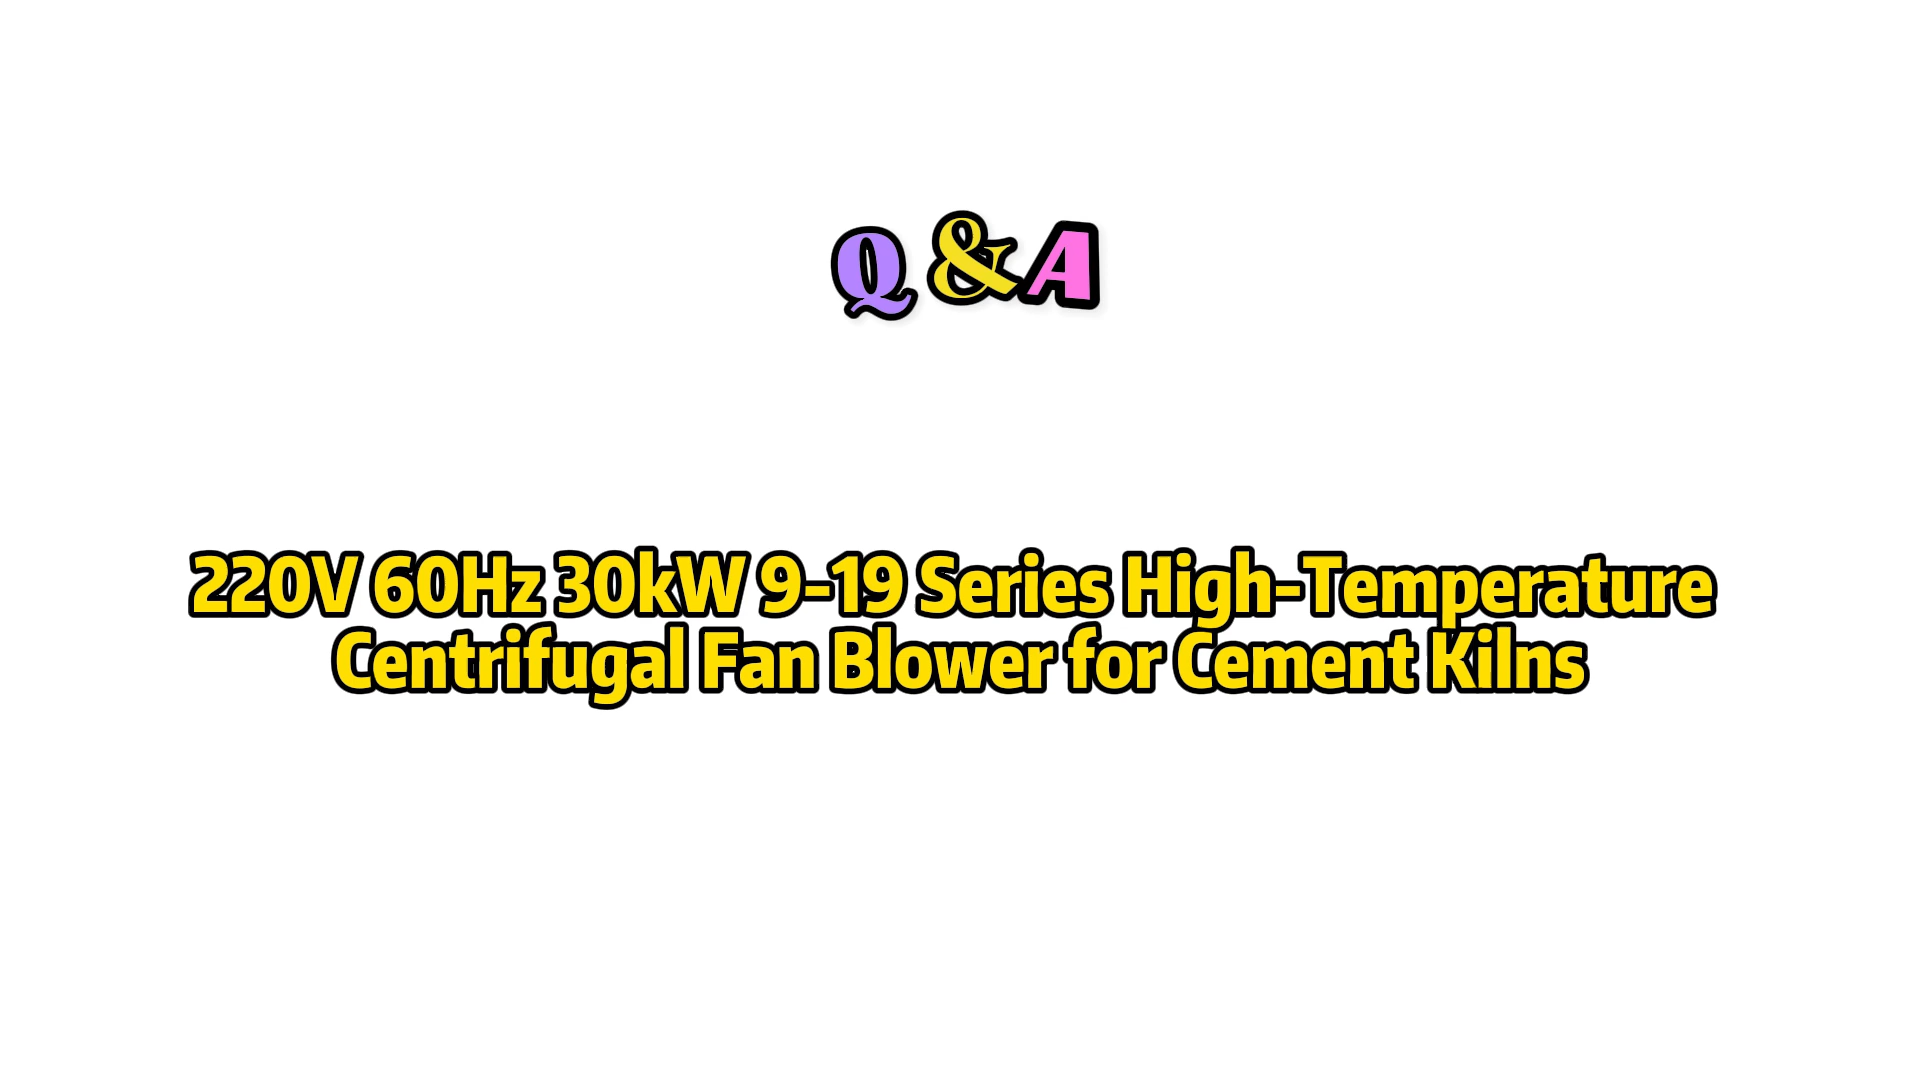 Q & A
220V 60Hz 30kW 9-19 Series High-Temperature
Centrifugal Fan Blower for Cement Kilns